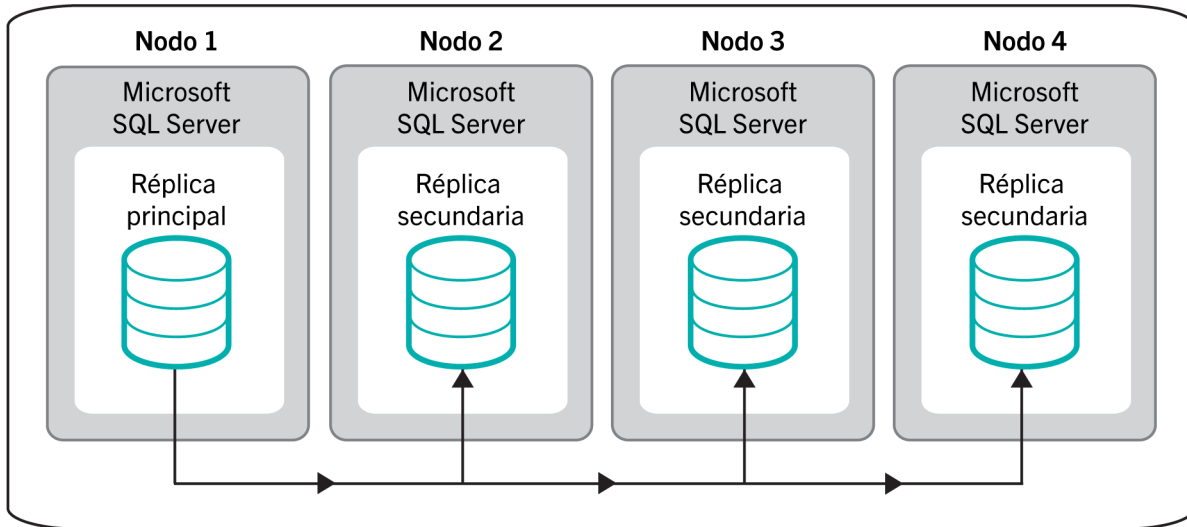 Nodo 1
Microsoft
SQL Server
Réplica
principal
Nodo 2
Microsoft
SQL Server
Réplica
secundaria
Nodo 3
Microsoft
SQL Server
Réplica
secundaria
Nodo 4
Microsoft
SQL Server
Réplica
secundaria